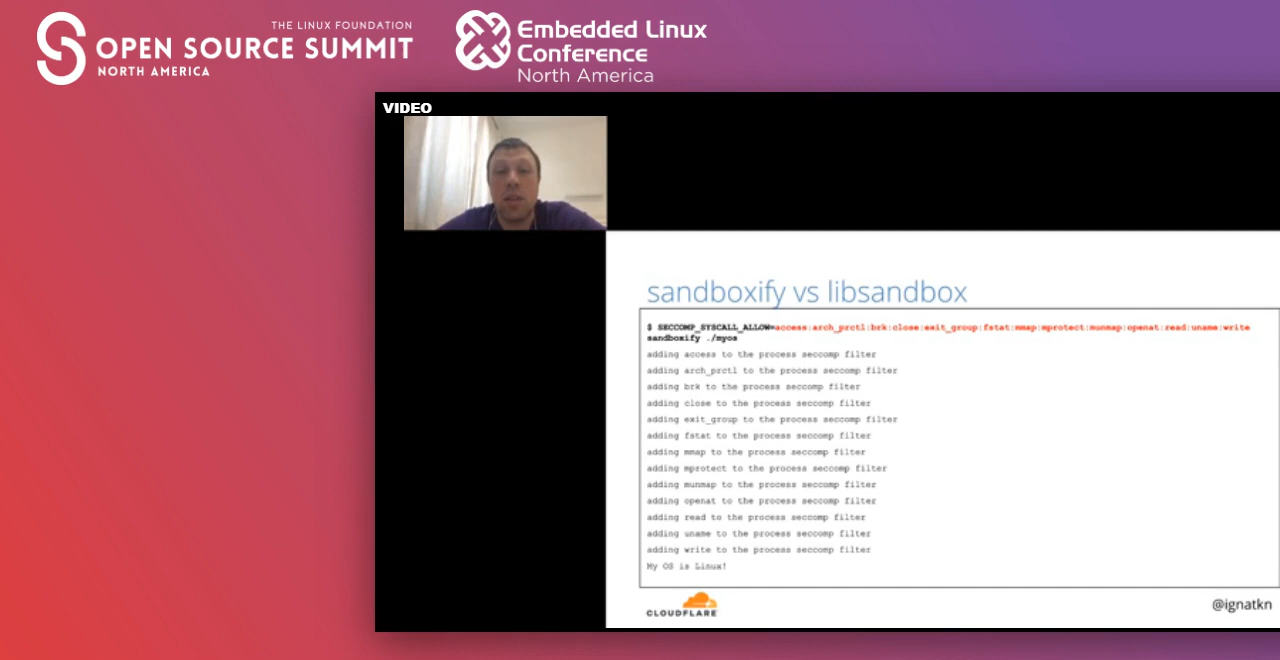 THE LINUX FOUNDATION
OPEN SOURCE SUMMIT
NORTH AMERICA
Embedded Linux
Conference
North America
VIDEO
sandboxify vs libsandbox
$ SECCOMP_SYSCALL_ALLOW=access:arch_prctl:brk:close:exit_group:fstat:mmap:mprotect:munmap:openat:read:uname:write
sandboxify ./myos
adding access to the process seccomp filter
adding arch_prctl to the process seccomp filter
adding brk to the process seccomp filter
adding close to the process seccomp filter
adding exit_group to the process seccomp filter
adding fstat to the process seccomp filter
adding mmap to the process seccomp filter
adding mprotect to the process seccomp filter
adding munmap to the process seccomp filter
adding openat to the process seccomp filter
adding read to the process seccomp filter
adding uname to the process seccomp filter
adding write to the process seccomp filter
My OS is Linux!
CLOUDFLARE
@ignatkn